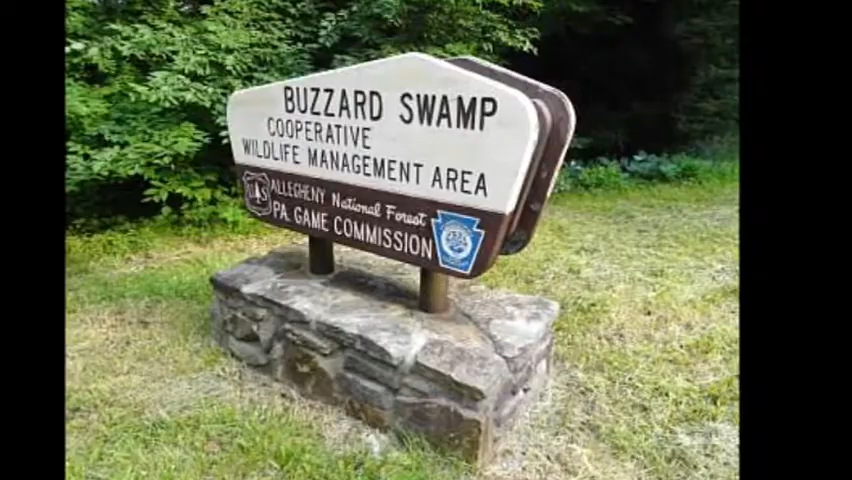 BUZZARD SWAMP
COOPERATIVE
WILDLIFE MANAGEMENT AREA
ALLEGHENY National Forest
PA. GAME COMMISSION
U S